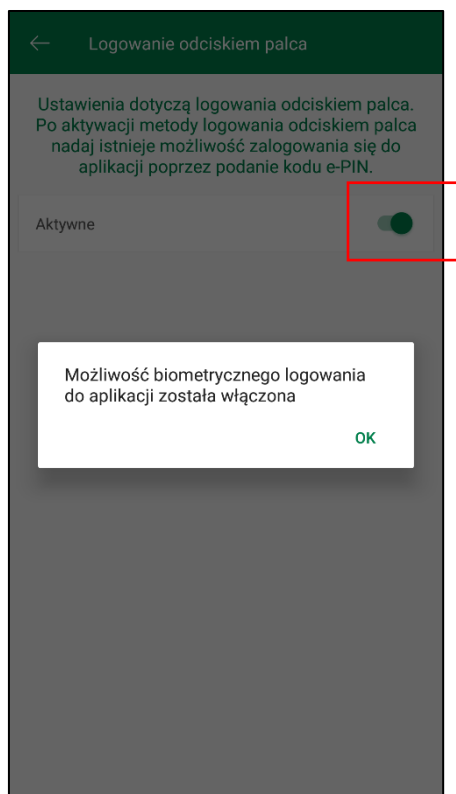 Logowanie odciskiem palca
Ustawienia dotyczą logowania odciskiem palca.
Po aktywacji metody logowania odciskiem palca
nadaj istnieje możliwość zalogowania się do
aplikacji poprzez podanie kodu e-PIN.
Aktywne
Możliwość biometrycznego logowania
do aplikacji została włączona
OK